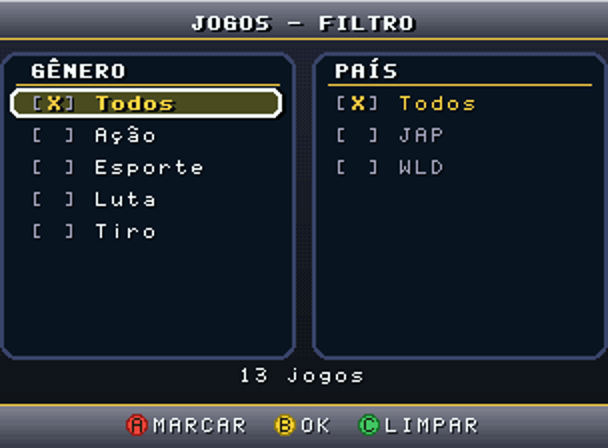 JOGOS - FILTRO
GÊNERO
[X] Todos
[ ] Ação
[ ] Esporte
[ ] Luta
[ ] Tiro
PAÍS
[X] Todos
[ ] JAP
[ ] WLD
13 jogos
A MARCAR B OK C LIMPAR